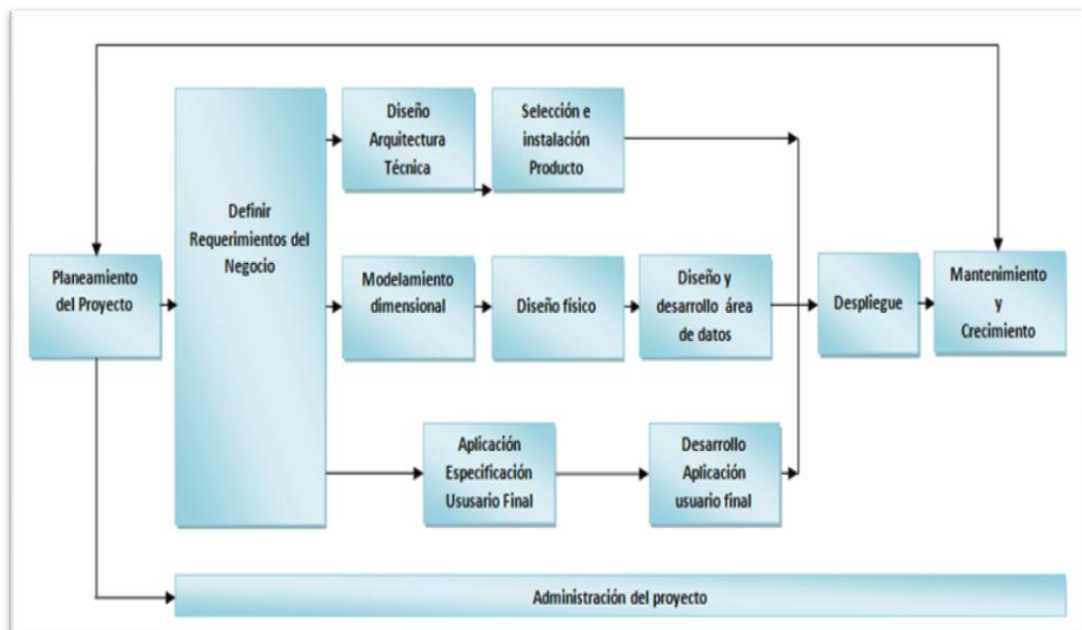 Planeamiento
del Proyecto
Definir
Requerimientos del
Negocio
Diseño
Arquitectura
Técnica
Selección e
instalación
Producto
Modelamiento
dimensional
Diseño físico
Diseño y
desarrollo área
de datos
Aplicación
Especificación
Ususario Final
Desarrollo
Aplicación
usuario final
Despliegue
Mantenimiento
y
Crecimiento
Administración del proyecto